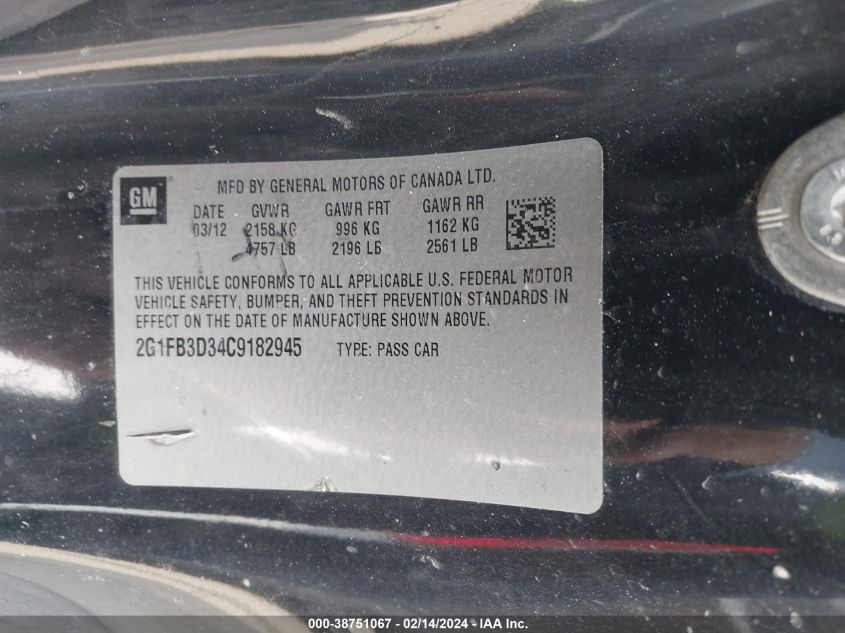 GM ®
MFD BY GENERAL MOTORS OF CANADA LTD.
DATE GVWR GAWR FRT GAWR RR
03/12 2158 KG 996 KG 1162 KG
4757 LB 2196 LB 2561 LB
THIS VEHICLE CONFORMS TO ALL APPLICABLE U.S. FEDERAL MOTOR
VEHICLE SAFETY, BUMPER, AND THEFT PREVENTION STANDARDS IN
EFFECT ON THE DATE OF MANUFACTURE SHOWN ABOVE.
2G1FB3D34C9182945 TYPE: PASS CAR
000-38751067 - 02/14/2024 - IAA Inc.